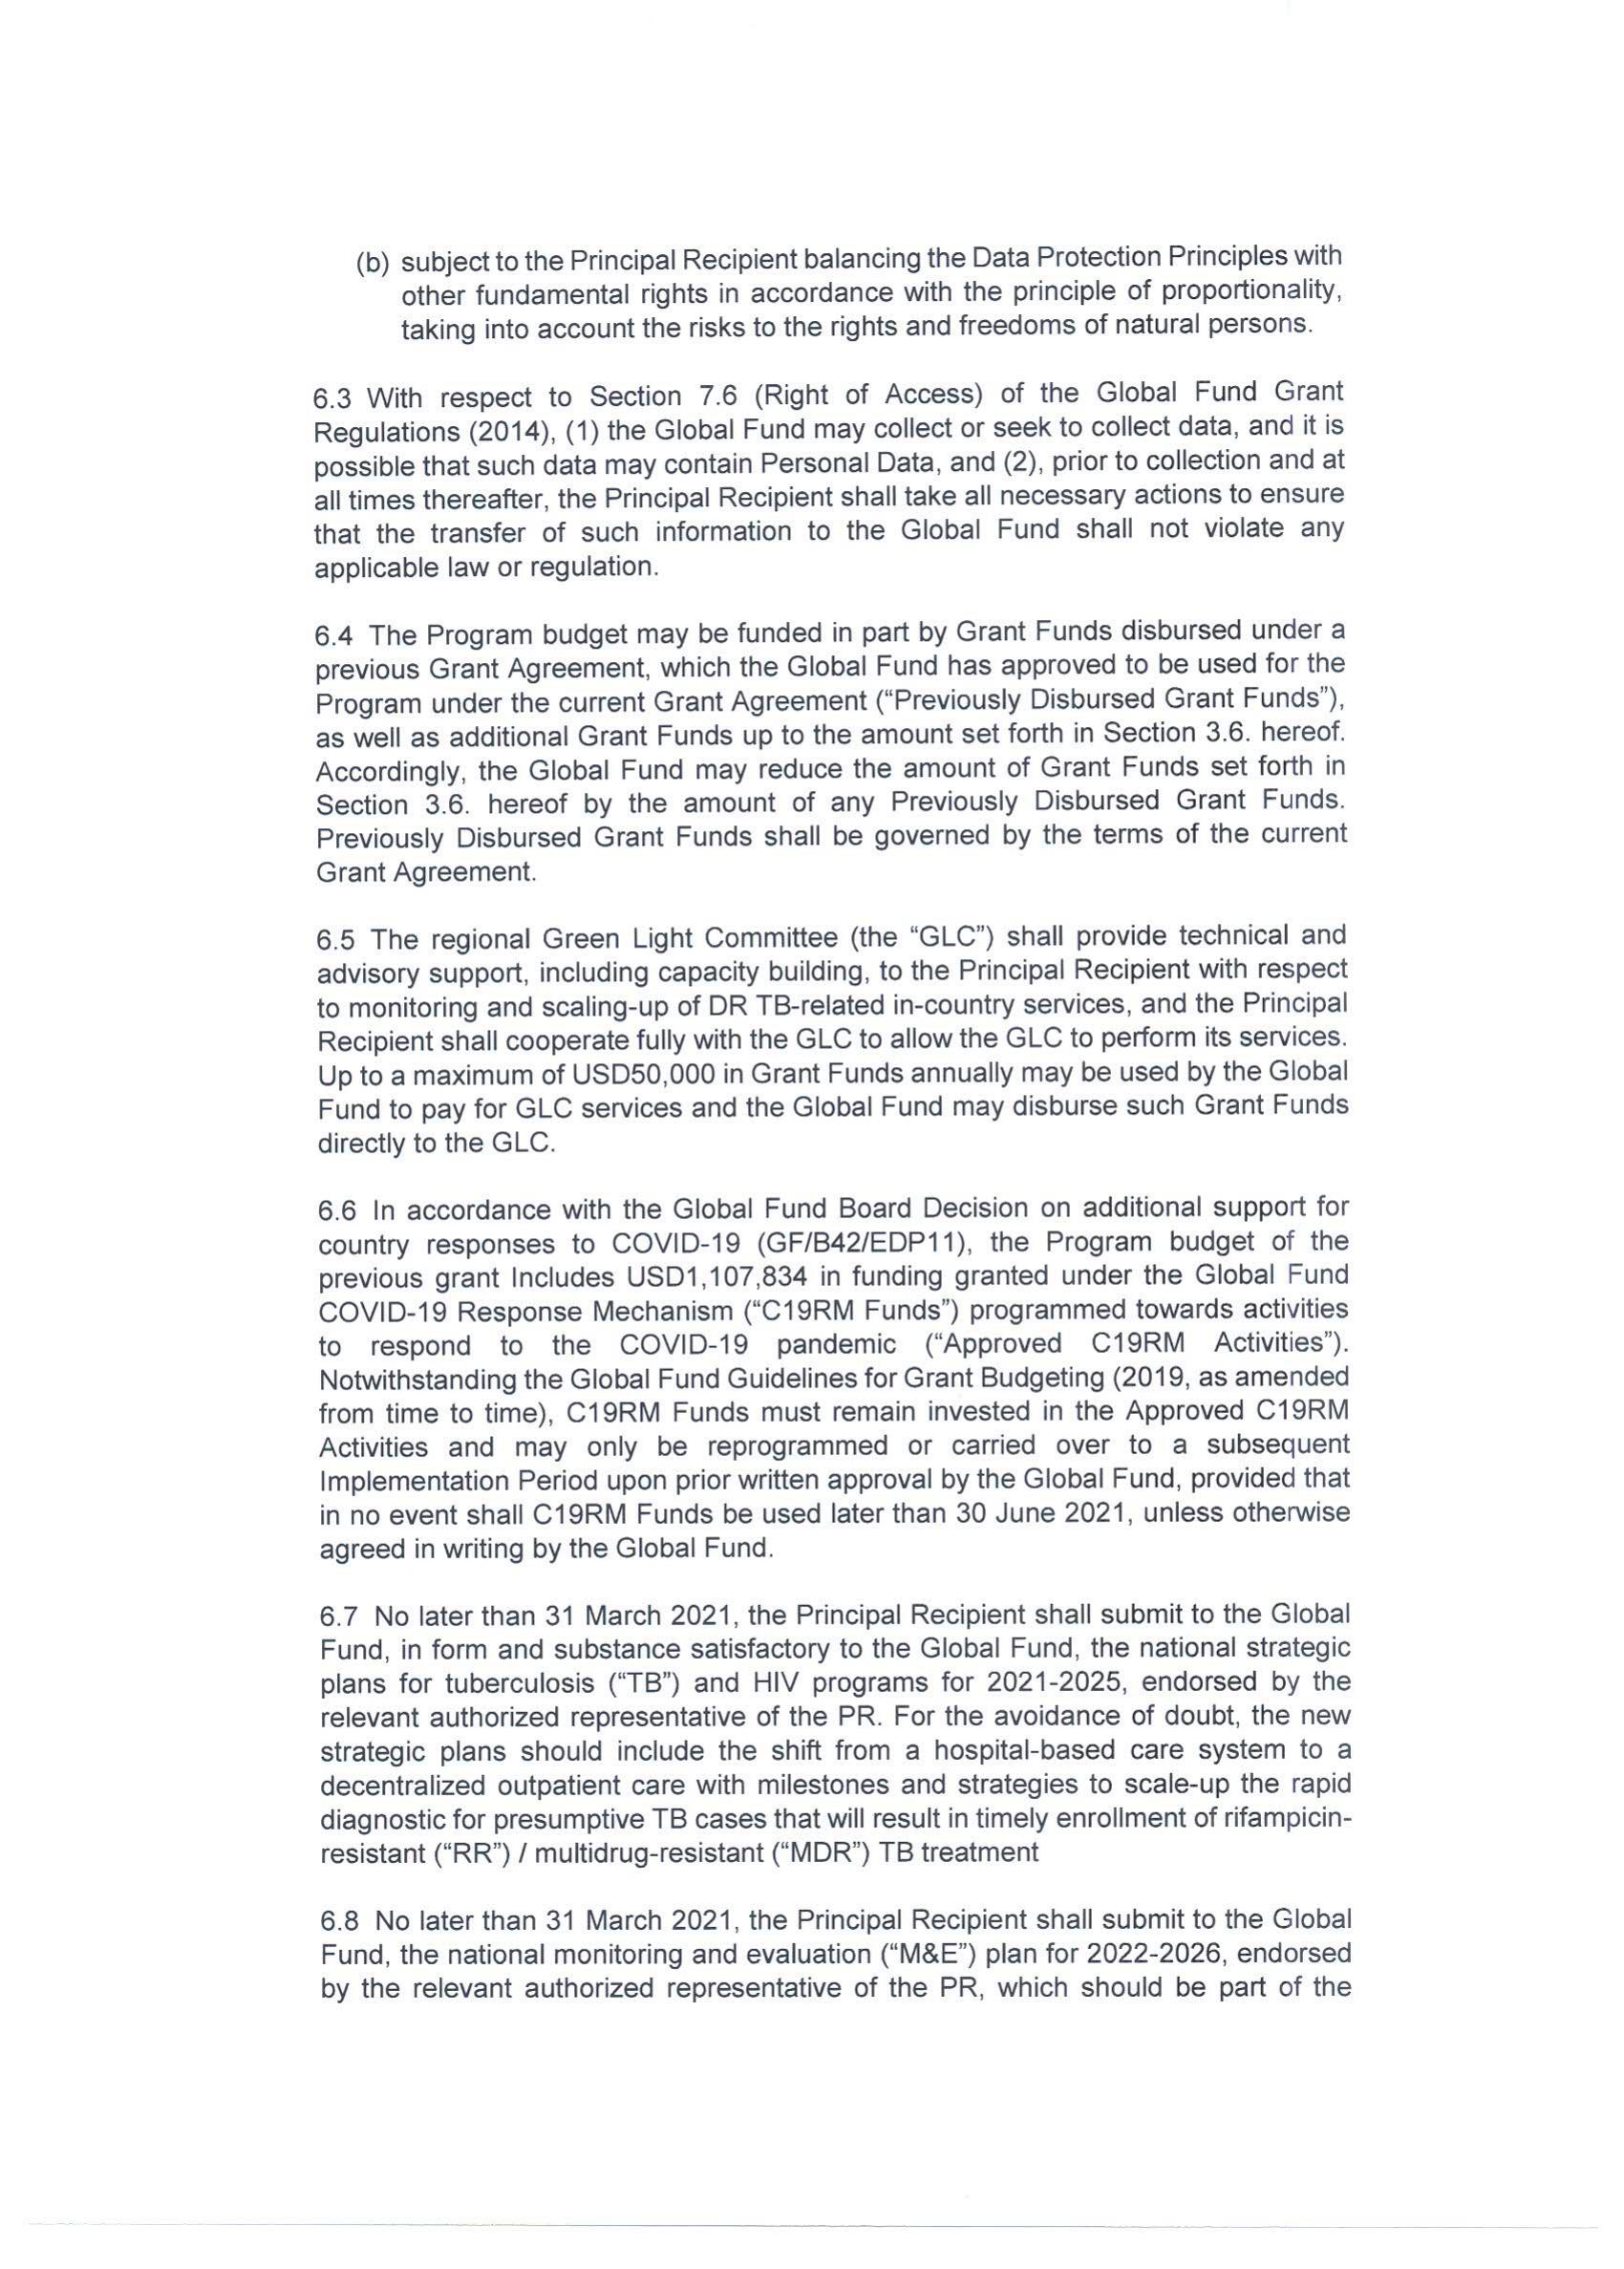 (b) subject to the Principal Recipient balancing the Data Protection Principles with
other fundamental rights in accordance with the principle of proportionality,
taking into account the risks to the rights and freedoms of natural persons.
6.3 With respect to Section 7.6 (Right of Access) of the Global Fund Grant
Regulations (2014), (1) the Global Fund may collect or seek to collect data, and it is
possible that such data may contain Personal Data, and (2), prior to collection and at
all times thereafter, the Principal Recipient shall take all necessary actions to ensure
that the transfer of such information to the Global Fund shall not violate any
applicable law or regulation.
6.4 The Program budget may be funded in part by Grant Funds disbursed under a
previous Grant Agreement, which the Global Fund has approved to be used for the
Program under the current Grant Agreement (“Previously Disbursed Grant Funds”),
as well as additional Grant Funds up to the amount set forth in Section 3.6. hereof.
Accordingly, the Global Fund may reduce the amount of Grant Funds set forth in
Section 3.6. hereof by the amount of any Previously Disbursed Grant Funds.
Previously Disbursed Grant Funds shall be governed by the terms of the current
Grant Agreement.
6.5 The regional Green Light Committee (the “GLC”) shall provide technical and
advisory support, including capacity building, to the Principal Recipient with respect
to monitoring and scaling-up of DR TB-related in-country services, and the Principal
Recipient shall cooperate fully with the GLC to allow the GLC to perform its services.
Up to a maximum of USD50,000 in Grant Funds annually may be used by the Global
Fund to pay for GLC services and the Global Fund may disburse such Grant Funds
directly to the GLC.
6.6 In accordance with the Global Fund Board Decision on additional support for
country responses to COVID-19 (GF/B42/EDP11), the Program budget of the
previous grant Includes USD1,107,834 in funding granted under the Global Fund
COVID-19 Response Mechanism (“C19RM Funds”) programmed towards activities
to respond to the COVID-19 pandemic (“Approved C19RM Activities”).
Notwithstanding the Global Fund Guidelines for Grant Budgeting (2019, as amended
from time to time), C19RM Funds must remain invested in the Approved C19RM
Activities and may only be reprogrammed or carried over to a subsequent
Implementation Period upon prior written approval by the Global Fund, provided that
in no event shall C19RM Funds be used later than 30 June 2021, unless otherwise
agreed in writing by the Global Fund.
6.7 No later than 31 March 2021, the Principal Recipient shall submit to the Global
Fund, in form and substance satisfactory to the Global Fund, the national strategic
plans for tuberculosis (“TB”) and HIV programs for 2021-2025, endorsed by the
relevant authorized representative of the PR. For the avoidance of doubt, the new
strategic plans should include the shift from a hospital-based care system to a
decentralized outpatient care with milestones and strategies to scale-up the rapid
diagnostic for presumptive TB cases that will result in timely enrollment of rifampicin-
resistant (“RR”) / multidrug-resistant (“MDR”) TB treatment
6.8 No later than 31 March 2021, the Principal Recipient shall submit to the Global
Fund, the national monitoring and evaluation (“M&E”) plan for 2022-2026, endorsed
by the relevant authorized representative of the PR, which should be part of the